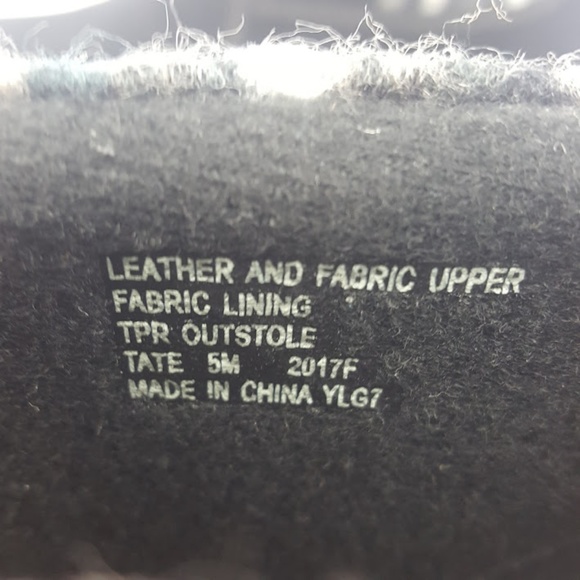 LEATHER AND FABRIC UPPER
FABRIC LINING
TPR OUTSTOLE
TATE 5M 2017F
MADE IN CHINA YLG7